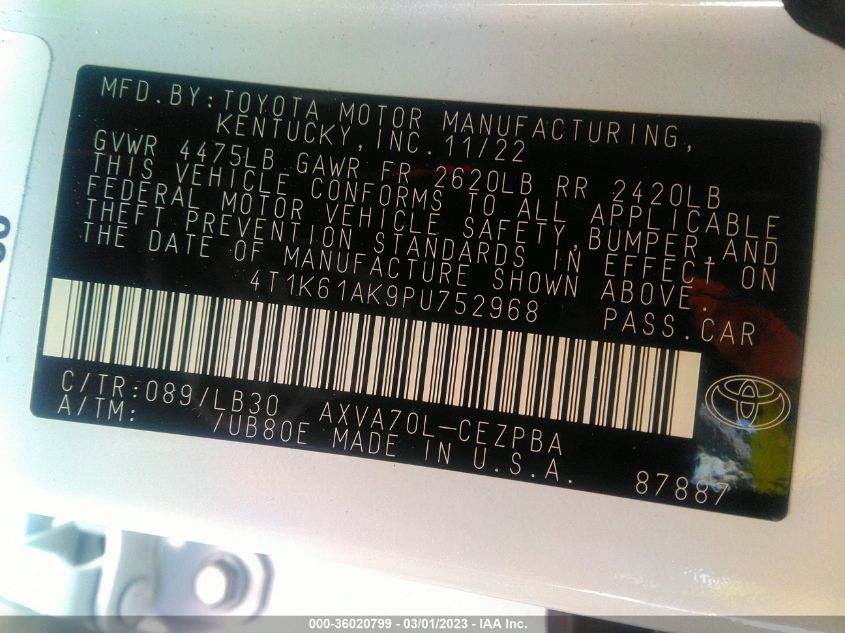 MFD.BY:TOYOTA MOTOR MANUFACTURING,
KENTUCKY, INC. 11/22
GVWR 4475LB GAWR FR 2620LB RR 2420LB
THIS VEHICLE CONFORMS TO ALL APPLICABLE
FEDERAL MOTOR VEHICLE SAFETY, BUMPER, AND
THEFT PREVENTION STANDARDS IN EFFECT ON
THE DATE OF MANUFACTURE SHOWN ABOVE.
4T1K61AK9PU752968 PASS.CAR
C/TR:089/LB30 AXVA70L-CEZPBA
A/TM: /UB80E MADE IN U.S.A.
87887
000-36020799 - 03/01/2023 - IAA Inc.